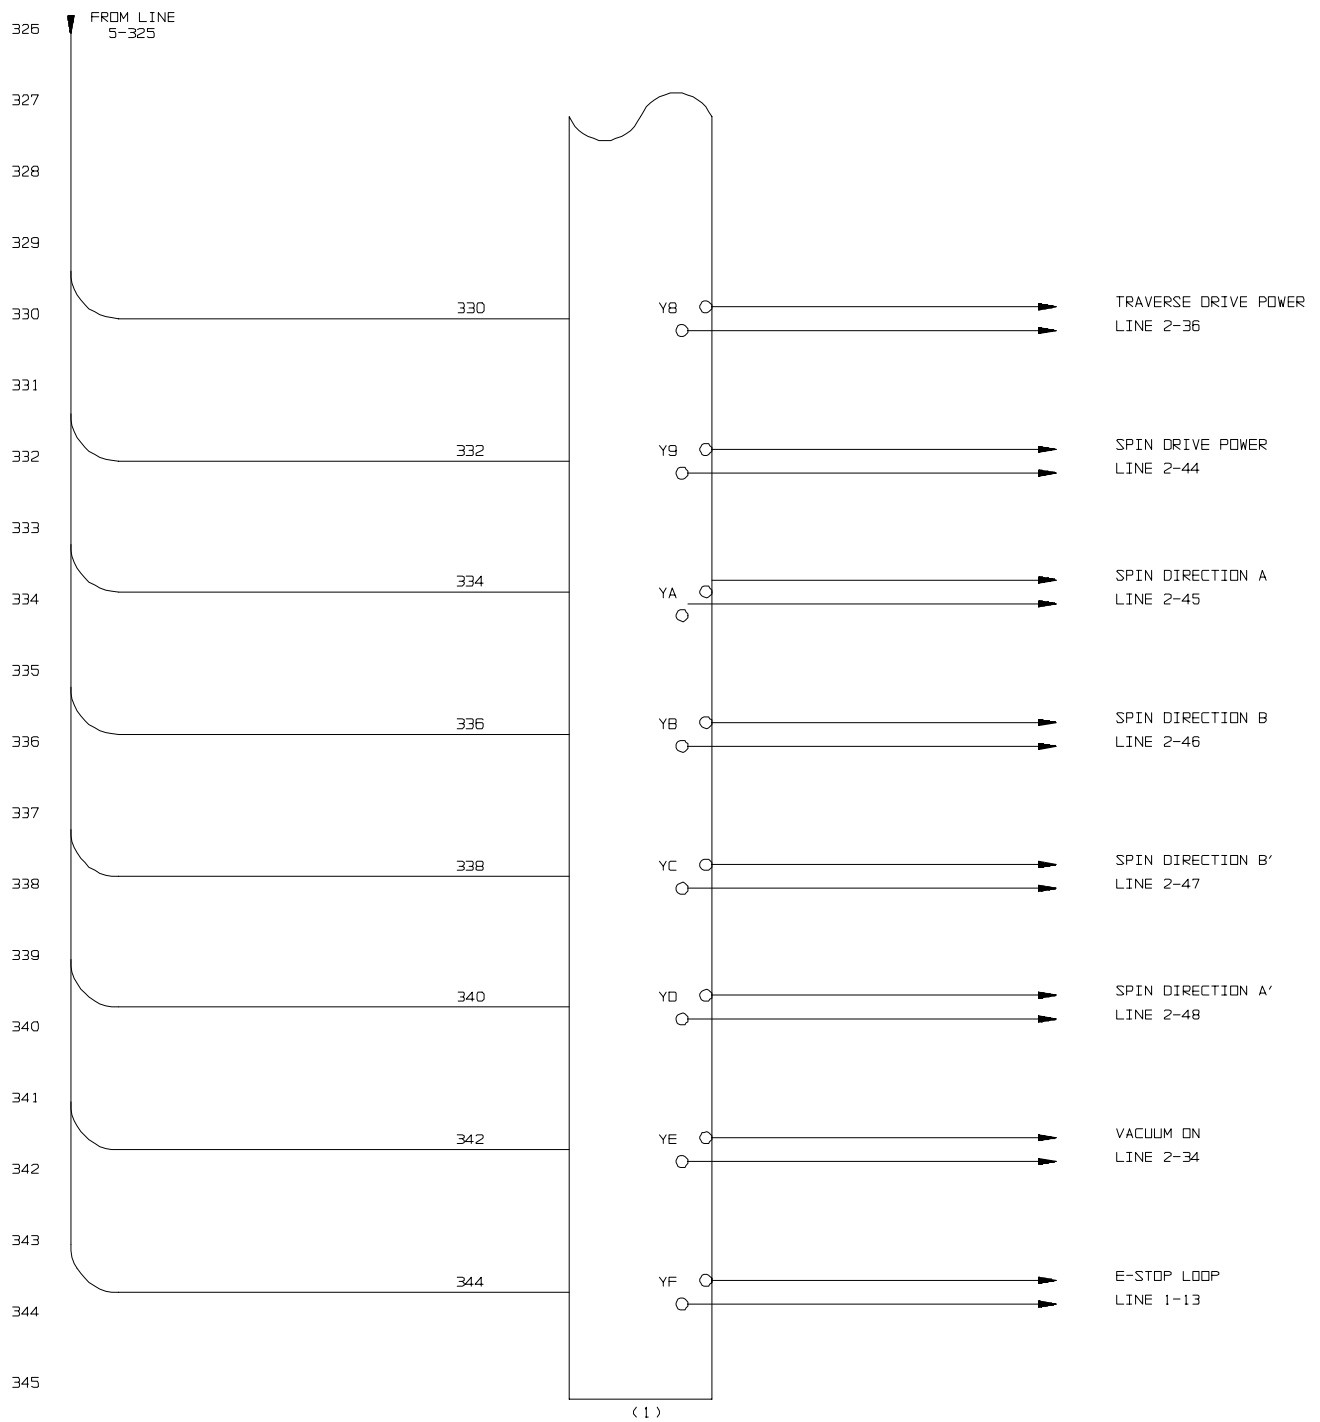 326
FROM LINE
5-325
327
328
329
330
330
Y8
TRAVERSE DRIVE POWER
LINE 2-36
331
332
332
Y9
SPIN DRIVE POWER
LINE 2-44
333
334
334
YA
SPIN DIRECTION A
LINE 2-45
335
336
336
YB
SPIN DIRECTION B
LINE 2-46
337
338
338
YC
SPIN DIRECTION B'
LINE 2-47
339
340
340
YD
SPIN DIRECTION A'
LINE 2-48
341
342
342
YE
VACUUM ON
LINE 2-34
343
344
344
YF
E-STOP LOOP
LINE 1-13
345
(1)